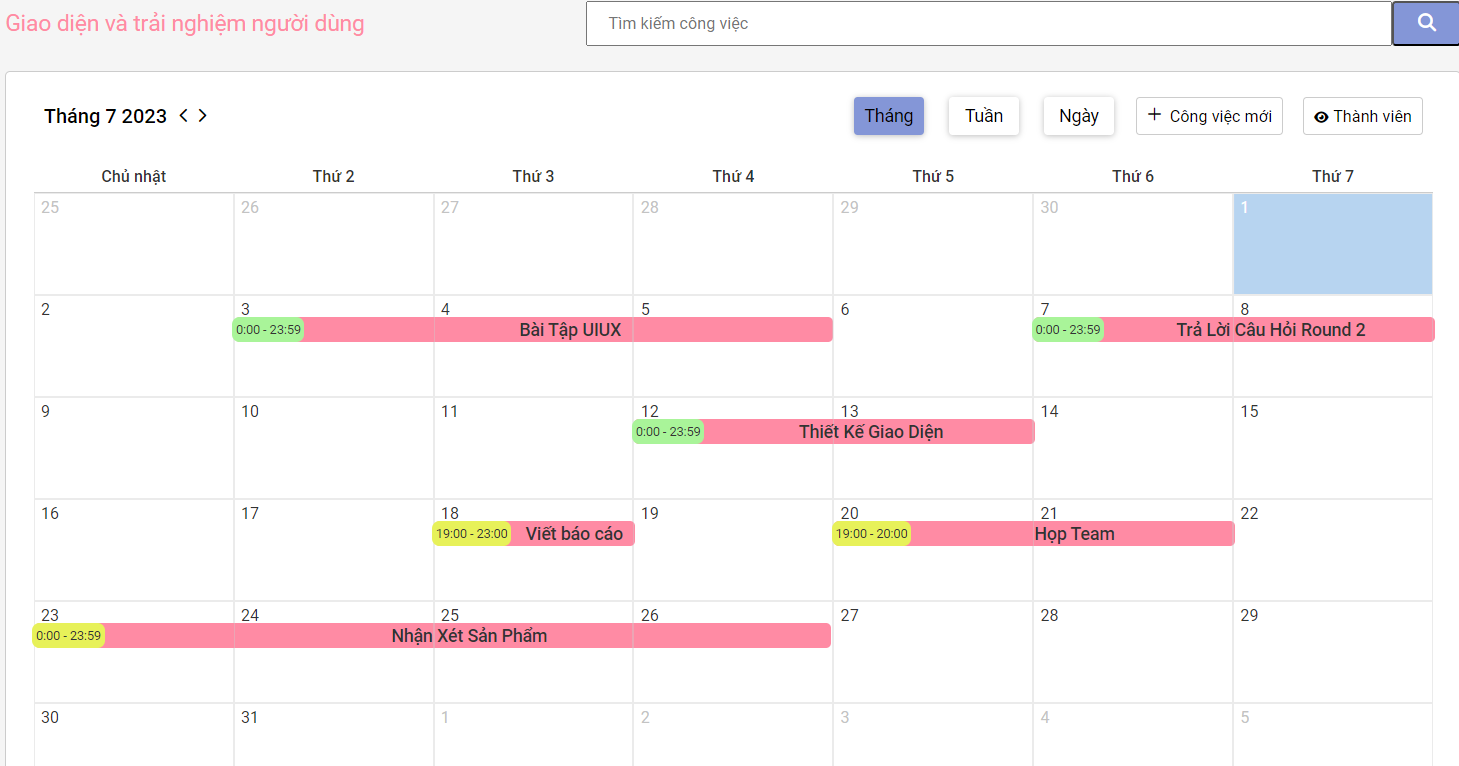 Giao diện và trải nghiệm người dùng
Tìm kiếm công việc
Tháng 7 2023
Tháng
Tuần
Ngày
Công việc mới
Thành viên
Chủ nhật
Thứ 2
Thứ 3
Thứ 4
Thứ 5
Thứ 6
Thứ 7
25
26
27
28
29
30
1
2
3
4
5
6
7
8
0:00 - 23:59
Bài Tập UIUX
0:00 - 23:59
Trả Lời Câu Hỏi Round 2
9
10
11
12
13
14
15
0:00 - 23:59
Thiết Kế Giao Diện
16
17
18
19
20
21
22
19:00 - 23:00
Viết báo cáo
19:00 - 20:00
Họp Team
23
24
25
26
27
28
29
0:00 - 23:59
Nhận Xét Sản Phẩm
30
31
1
2
3
4
5